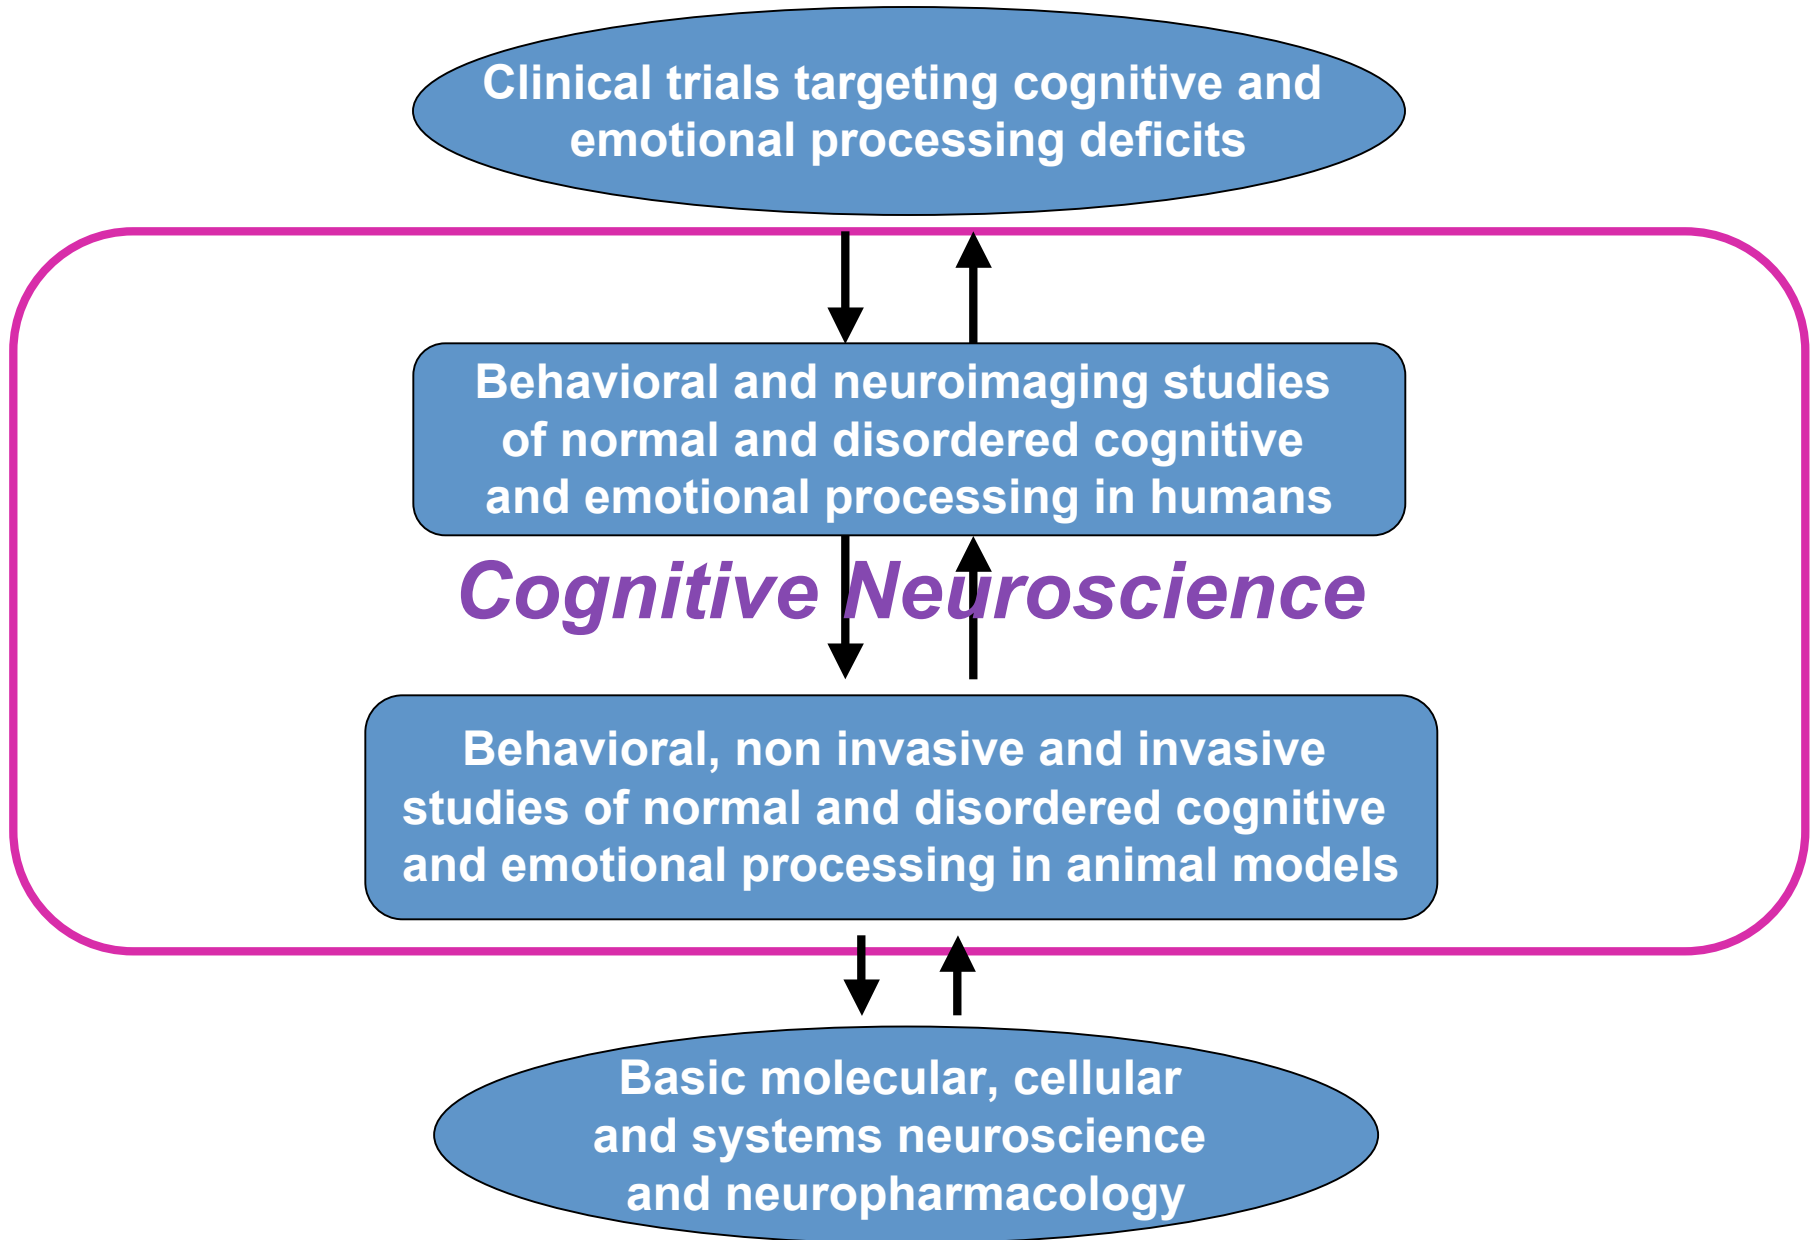 Clinical trials targeting cognitive and
emotional processing deficits
Behavioral and neuroimaging studies
of normal and disordered cognitive
and emotional processing in humans
Cognitive Neuroscience
Behavioral, non invasive and invasive
studies of normal and disordered cognitive
and emotional processing in animal models
Basic molecular, cellular
and systems neuroscience
and neuropharmacology